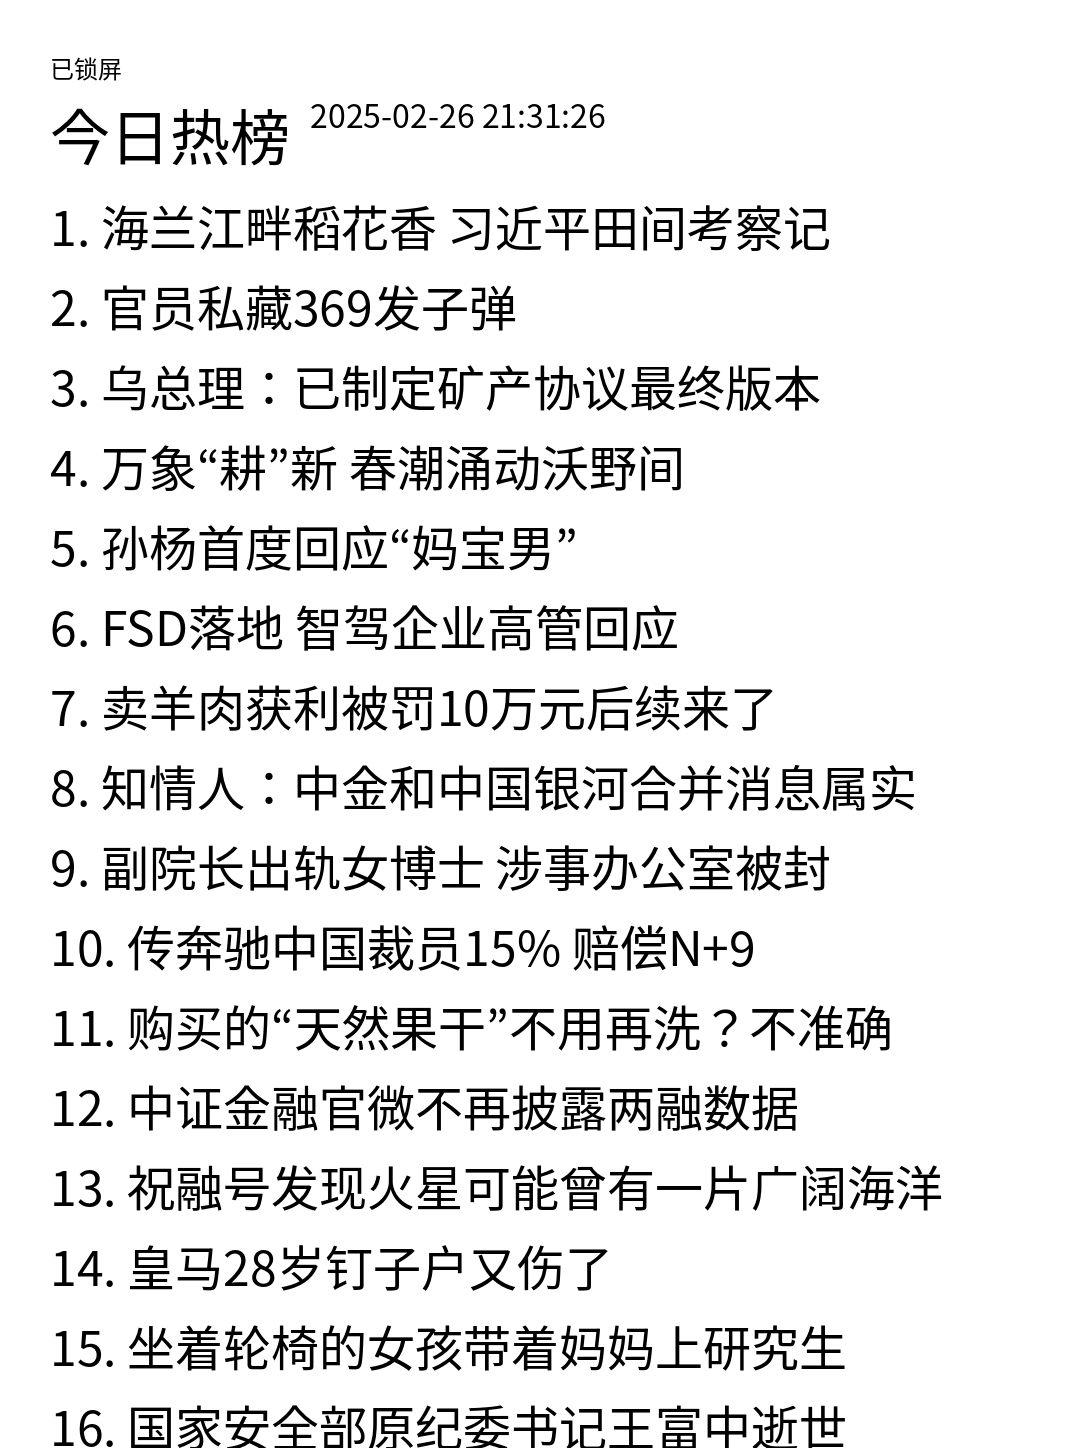 已锁屏
今日热榜 2025-02-26 21:31:26
1. 海兰江畔稻花香 习近平田间考察记
2. 官员私藏369发子弹
3. 乌总理：已制定矿产协议最终版本
4. 万象“耕”新 春潮涌动沃野间
5. 孙杨首度回应“妈宝男”
6. FSD落地 智驾企业高管回应
7. 卖羊肉获利被罚10万元后续来了
8. 知情人：中金和中国银河合并消息属实
9. 副院长出轨女博士 涉事办公室被封
10. 传奔驰中国裁员15% 赔偿N+9
11. 购买的“天然果干”不用再洗？不准确
12. 中证金融官微不再披露两融数据
13. 祝融号发现火星可能曾有一片广阔海洋
14. 皇马28岁钉子户又伤了
15. 坐着轮椅的女孩带着妈妈上研究生
16. 国家安全部原纪委书记王富中逝世